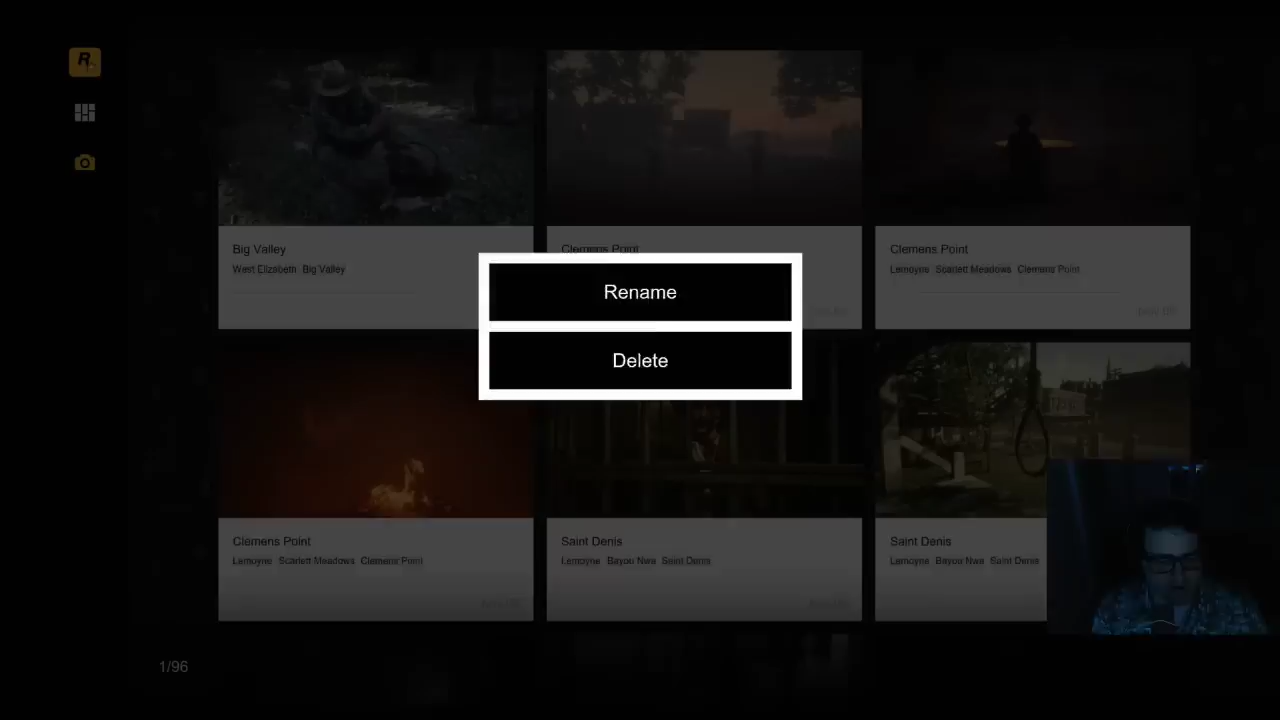 R
Big Valley
West Elizabeth Big Valley
Clemens Point
Clemens Point
Lemoyne Scarlett Meadows Clemens Point
Rename
Delete
Clemens Point
Lemoyne Scarlett Meadows Clemens Point
Saint Denis
Lemoyne Bayou Nwa Saint Denis
Saint Denis
Lemoyne Bayou Nwa Saint Denis
1/96